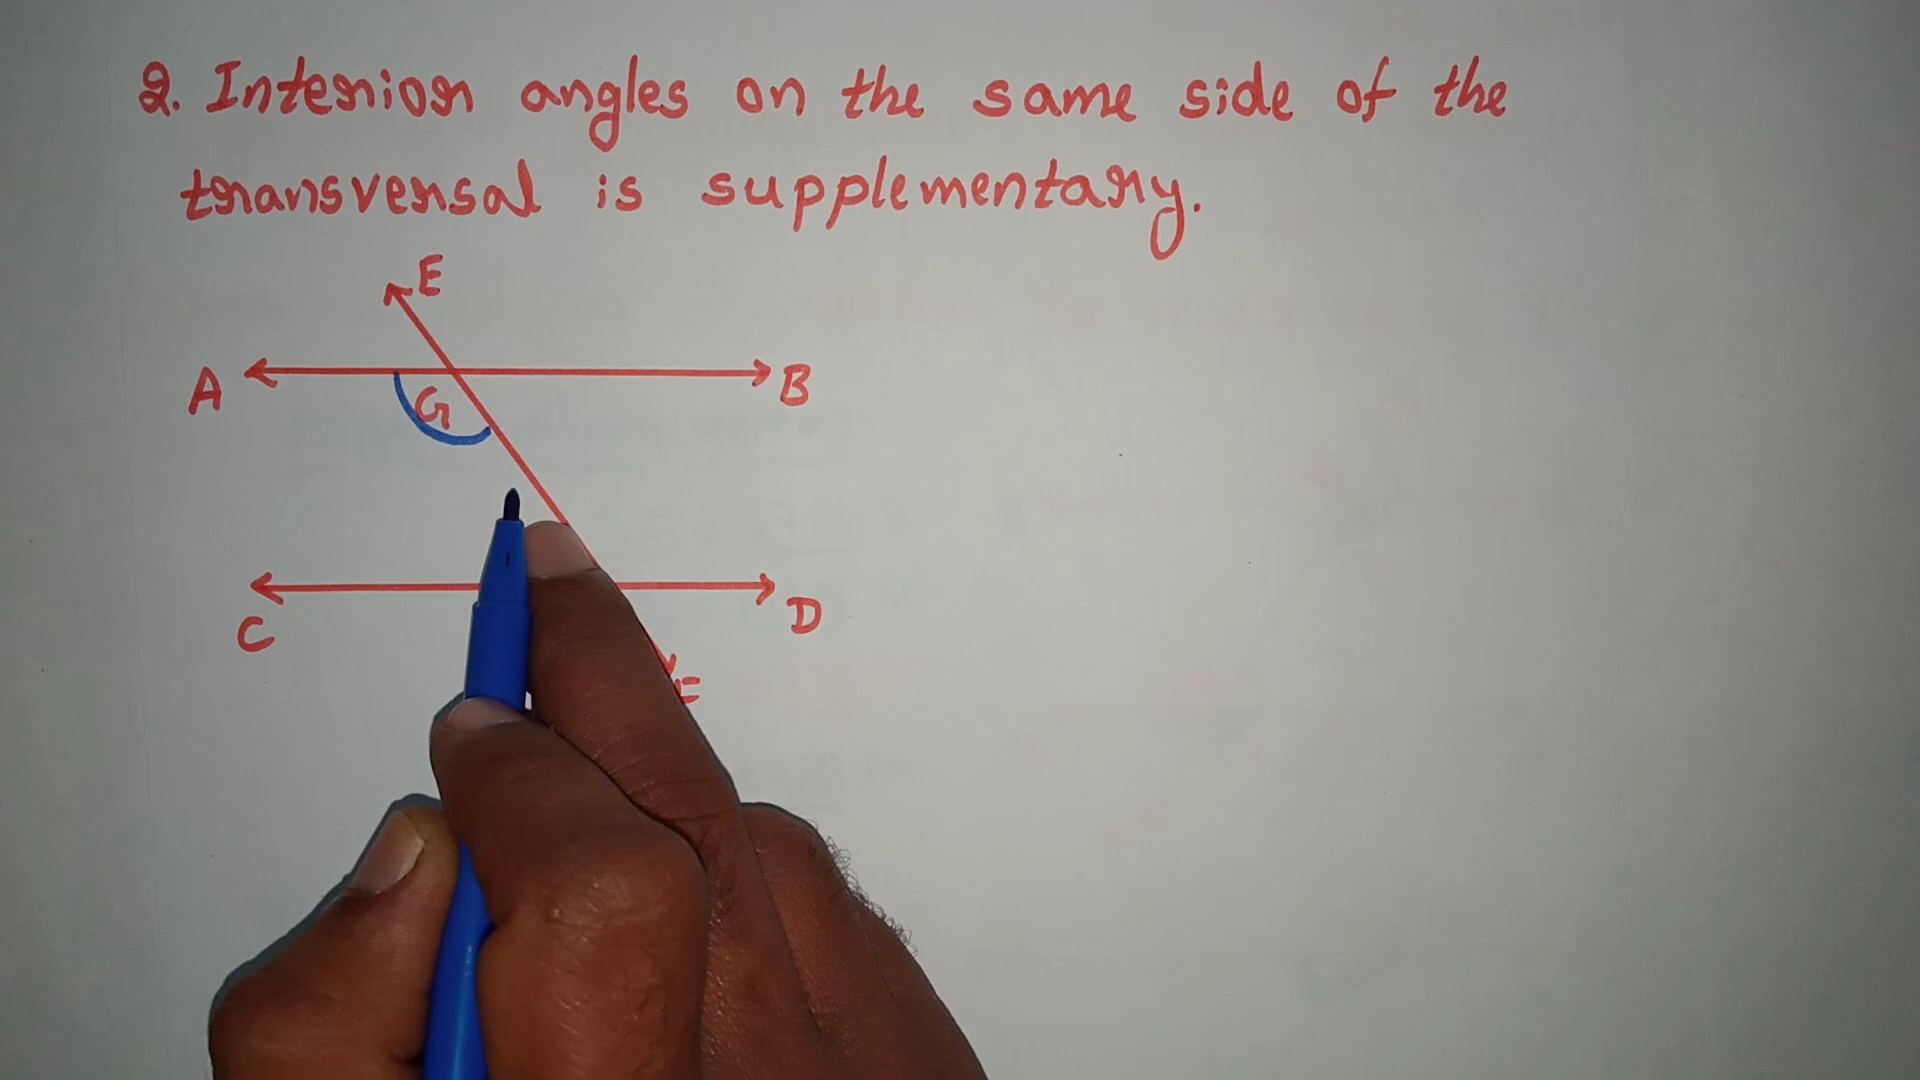 2. Interior angles on the same side of the
transversal is supplementary.
E
A
B
G
C
D
F